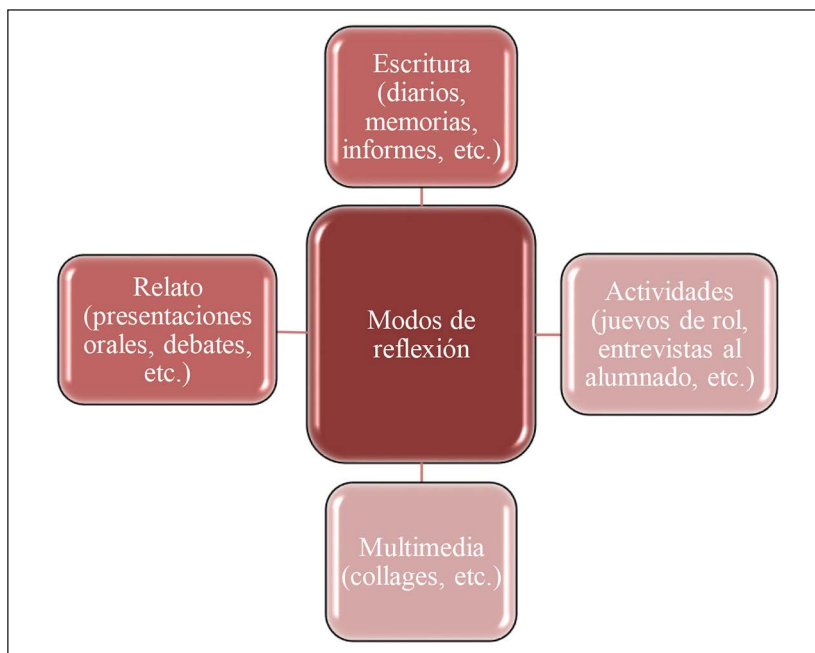 Escritura
(diarios,
memorias,
informes, etc.)
Relato
(presentaciones
orales, debates,
etc.)
Modos de
reflexión
Actividades
(juevos de rol,
entrevistas al
alumnado, etc.)
Multimedia
(collages, etc.)